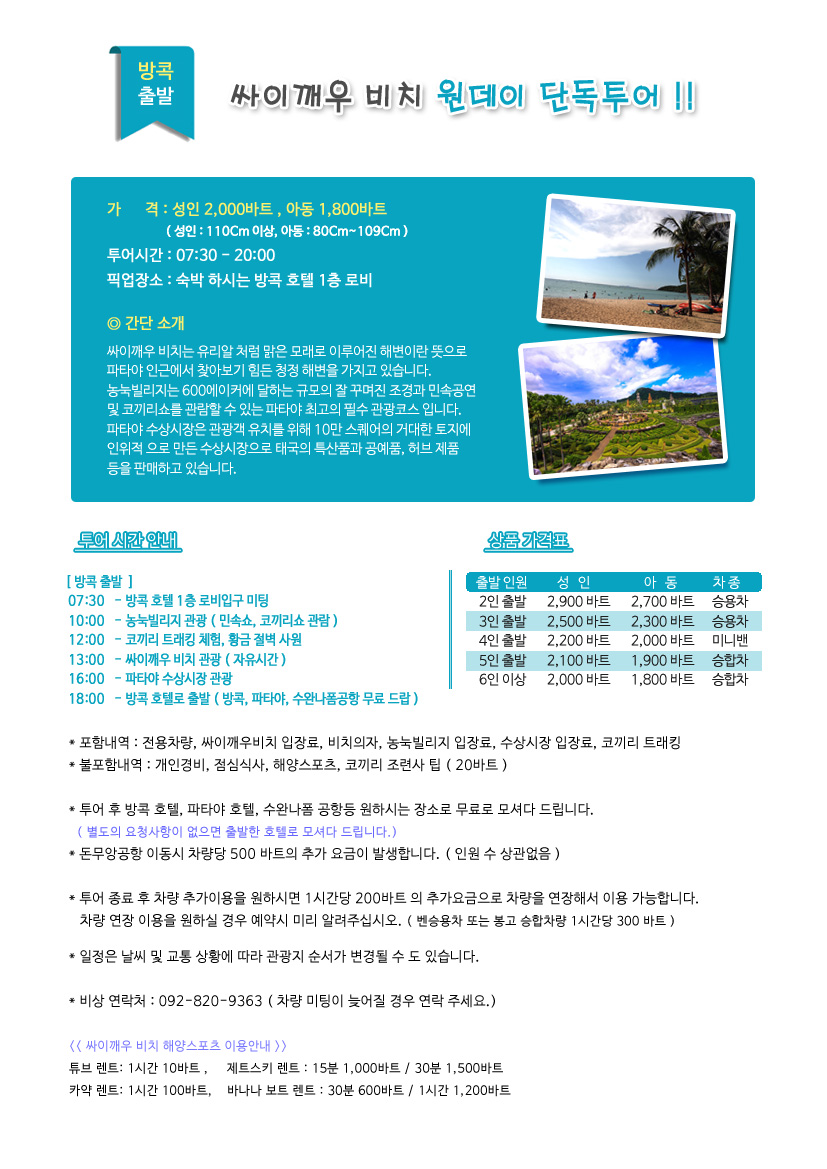 방콕
출발
싸이깨우 비치 원데이 단독투어 !!
가 격 : 성인 2,000바트 , 아동 1,800바트
( 성인 : 110Cm 이상, 아동 : 80Cm~109Cm )
투어시간 : 07:30 - 20:00
픽업장소 : 숙박 하시는 방콕 호텔 1층 로비
◎ 간단 소개
싸이깨우 비치는 유리알 처럼 맑은 모래로 이루어진 해변이란 뜻으로
파타야 인근에서 찾아보기 힘든 청정 해변을 가지고 있습니다.
농눅빌리지는 600에이커에 달하는 규모의 잘 꾸며진 조경과 민속공연
및 코끼리쇼를 관람할 수 있는 파타야 최고의 필수 관광코스 입니다.
파타야 수상시장은 관광객 유치를 위해 10만 스퀘어의 거대한 토지에
인위적 으로 만든 수상시장으로 태국의 특산품과 공예품, 허브 제품
등을 판매하고 있습니다.
투어 시간 안내
[ 방콕 출발 ]
07:30 - 방콕 호텔 1층 로비입구 미팅
10:00 - 농눅빌리지 관광 ( 민속쇼, 코끼리쇼 관람 )
12:00 - 코끼리 트래킹 체험, 황금 절벽 사원
13:00 - 싸이깨우 비치 관광 ( 자유시간 )
16:00 - 파타야 수상시장 관광
18:00 - 방콕 호텔로 출발 ( 방콕, 파타야, 수완나폼공항 무료 드랍 )
상품 가격표
출발 인원 성 인 아 동 차 종
2인 출발 2,900 바트 2,700 바트 승용차
3인 출발 2,500 바트 2,300 바트 승용차
4인 출발 2,200 바트 2,000 바트 미니밴
5인 출발 2,100 바트 1,900 바트 승합차
6인 이상 2,000 바트 1,800 바트 승합차
* 포함내역 : 전용차량, 싸이깨우비치 입장료, 비치의자, 농눅빌리지 입장료, 수상시장 입장료, 코끼리 트래킹
* 불포함내역 : 개인경비, 점심식사, 해양스포츠, 코끼리 조련사 팁 ( 20바트 )
* 투어 후 방콕 호텔, 파타야 호텔, 수완나폼 공항등 원하시는 장소로 무료로 모셔다 드립니다.
( 별도의 요청사항이 없으면 출발한 호텔로 모셔다 드립니다.)
* 돈무앙공항 이동시 차량당 500 바트의 추가 요금이 발생합니다. ( 인원 수 상관없음 )
* 투어 종료 후 차량 추가이용을 원하시면 1시간당 200바트 의 추가요금으로 차량을 연장해서 이용 가능합니다.
차량 연장 이용을 원하실 경우 예약시 미리 알려주십시오. ( 벤승용차 또는 봉고 승합차량 1시간당 300 바트 )
* 일정은 날씨 및 교통 상황에 따라 관광지 순서가 변경될 수 도 있습니다.
* 비상 연락처 : 092-820-9363 ( 차량 미팅이 늦어질 경우 연락 주세요.)
<< 싸이깨우 비치 해양스포츠 이용안내 >>
튜브 렌트: 1시간 10바트 , 제트스키 렌트 : 15분 1,000바트 / 30분 1,500바트
카약 렌트: 1시간 100바트, 바나나 보트 렌트 : 30분 600바트 / 1시간 1,200바트